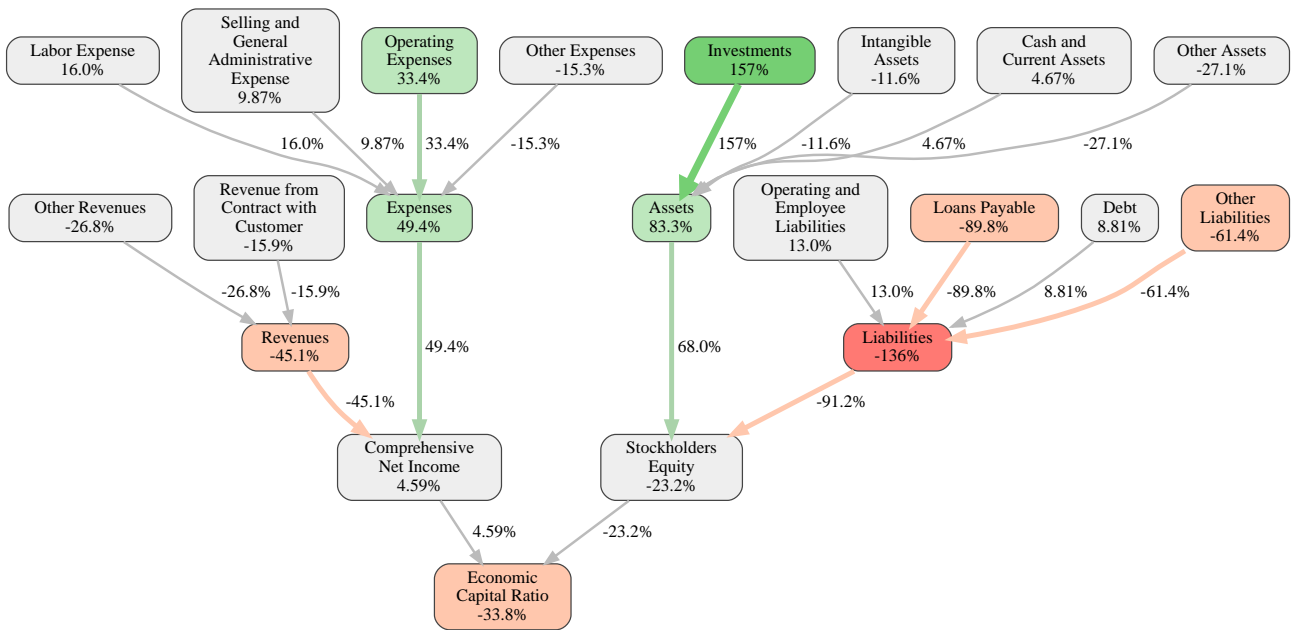 Labor Expense
16.0%
Selling and
General
Administrative
Expense
9.87%
Operating
Expenses
33.4%
Other Expenses
-15.3%
Investments
157%
Intangible
Assets
-11.6%
Cash and
Current Assets
4.67%
Other Assets
-27.1%
16.0%
9.87%
33.4%
-15.3%
157%
-11.6%
4.67%
-27.1%
Other Revenues
-26.8%
Revenue from
Contract with
Customer
-15.9%
Expenses
49.4%
Assets
83.3%
Operating and
Employee
Liabilities
13.0%
Loans Payable
-89.8%
Debt
8.81%
Other
Liabilities
-61.4%
-26.8%
-15.9%
13.0%
-89.8%
8.81%
-61.4%
Revenues
-45.1%
49.4%
68.0%
Liabilities
-136%
-45.1%
-91.2%
Comprehensive
Net Income
4.59%
Stockholders
Equity
-23.2%
4.59%
-23.2%
Economic
Capital Ratio
-33.8%